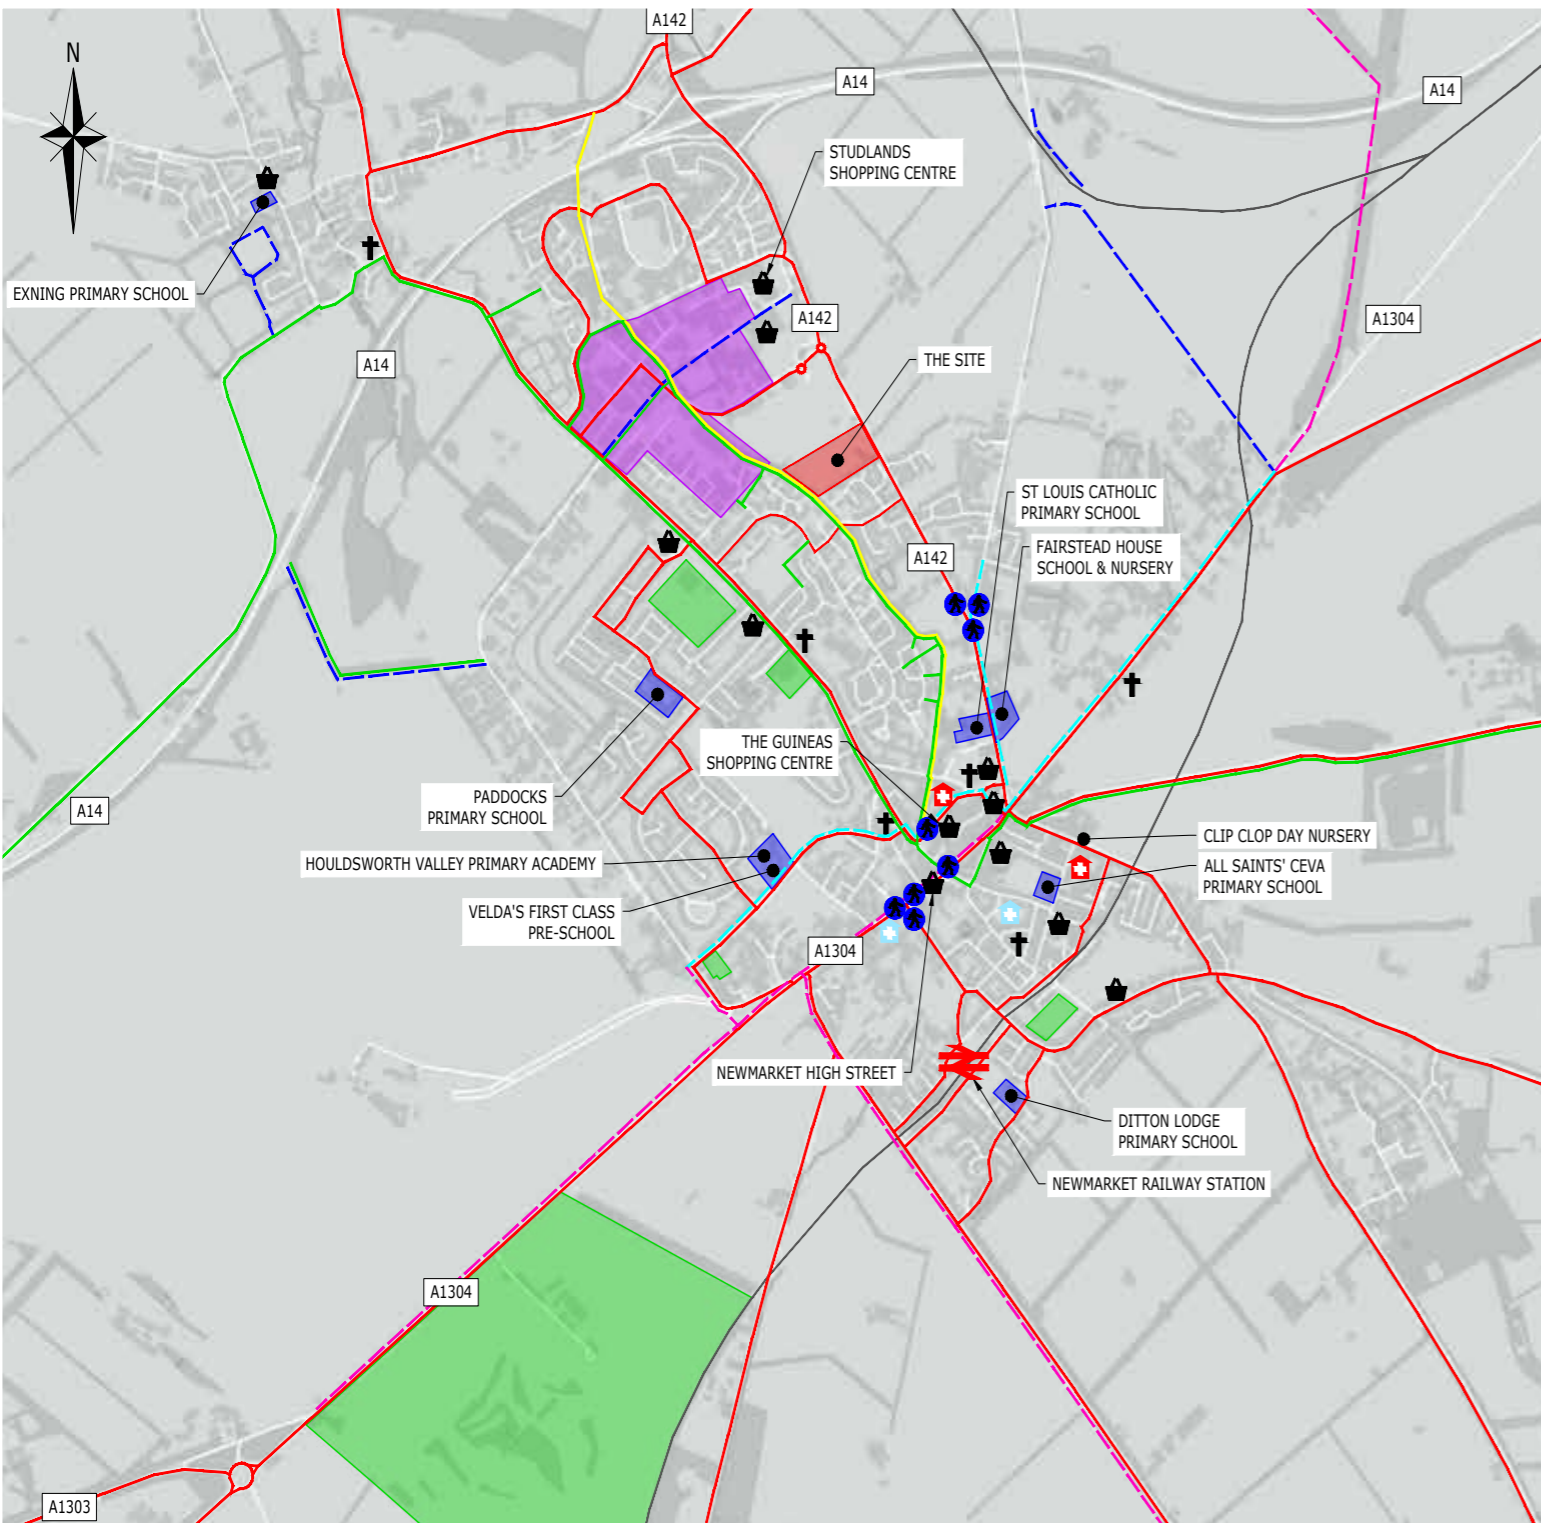 A142
N
A14
A14
STUDLANDS
SHOPPING CENTRE
EXNING PRIMARY SCHOOL
A142
A1304
A14
THE SITE
ST LOUIS CATHOLIC
PRIMARY SCHOOL
A142
FAIRSTEAD HOUSE
SCHOOL & NURSERY
THE GUINEAS
SHOPPING CENTRE
PADDOCKS
PRIMARY SCHOOL
A14
CLIP CLOP DAY NURSERY
HOULDSWORTH VALLEY PRIMARY ACADEMY
ALL SAINTS' CEVA
PRIMARY SCHOOL
VELDA'S FIRST CLASS
PRE-SCHOOL
A1304
NEWMARKET HIGH STREET
DITTON LODGE
PRIMARY SCHOOL
NEWMARKET RAILWAY STATION
A1304
A1303